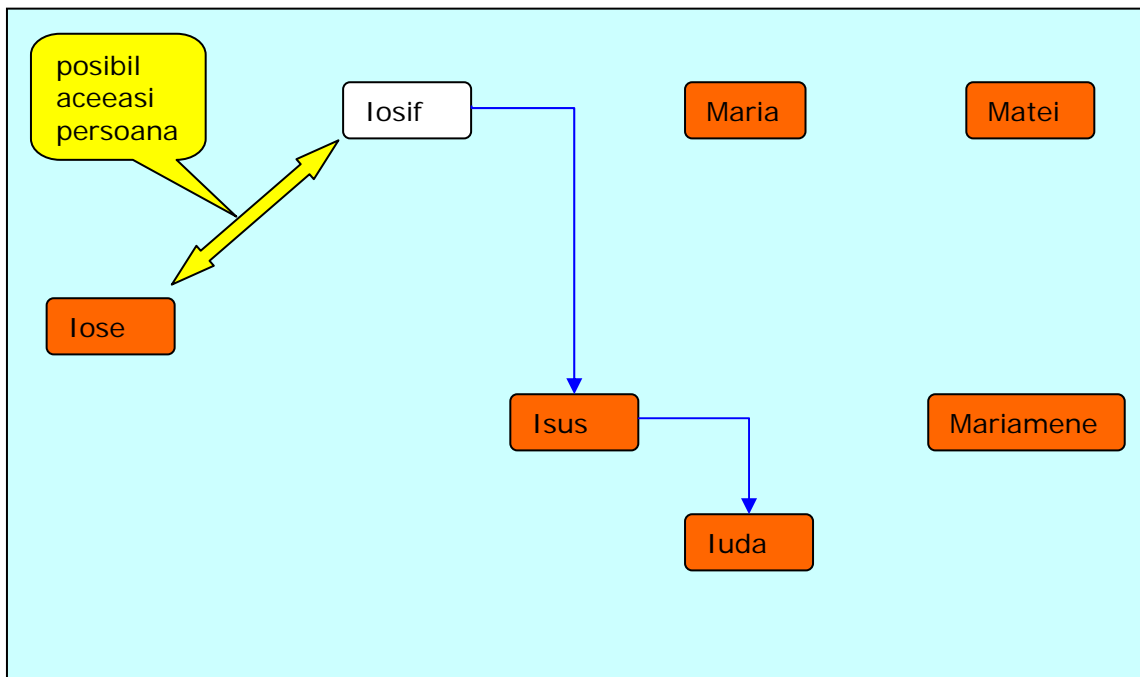 posibil
aceeasi
persoana
Iosif
Maria
Matei
Iose
Isus
Mariamene
Iuda